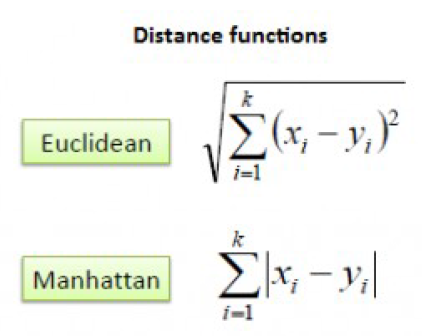 Distance functions
Euclidean √(∑_{i=1}^{k} (x_i − y_i)²)
Manhattan ∑_{i=1}^{k} |x_i − y_i|